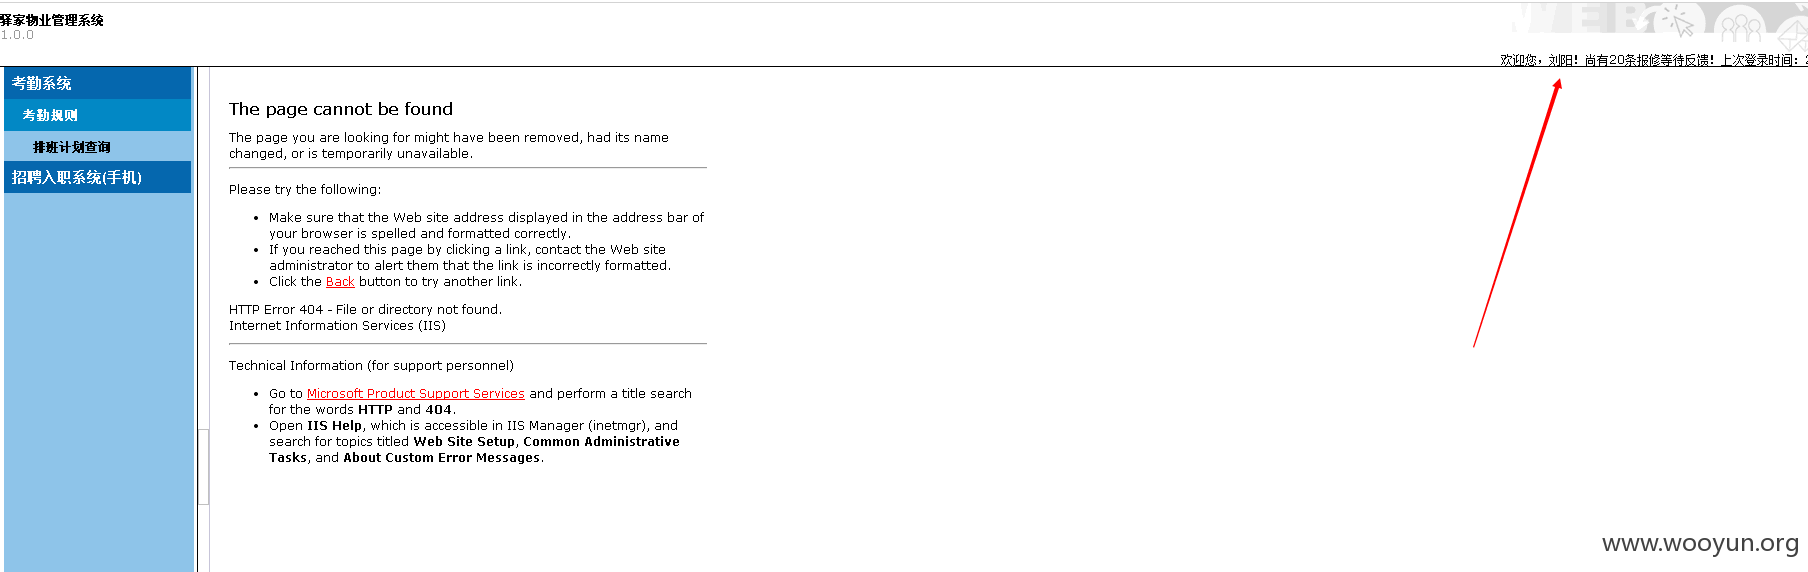 驿家物业管理系统
1.0.0
WEB
欢迎您，刘阳！尚有20条报修等待反馈！上次登录时间：2
考勤系统
考勤规则
排班计划查询
招聘入职系统(手机)
The page cannot be found
The page you are looking for might have been removed, had its name
changed, or is temporarily unavailable.
Please try the following:
Make sure that the Web site address displayed in the address bar of
your browser is spelled and formatted correctly.
If you reached this page by clicking a link, contact the Web site
administrator to alert them that the link is incorrectly formatted.
Click the Back button to try another link.
HTTP Error 404 - File or directory not found.
Internet Information Services (IIS)
Technical Information (for support personnel)
Go to Microsoft Product Support Services and perform a title search
for the words HTTP and 404.
Open IIS Help, which is accessible in IIS Manager (inetmgr), and
search for topics titled Web Site Setup, Common Administrative
Tasks, and About Custom Error Messages.
www.wooyun.org